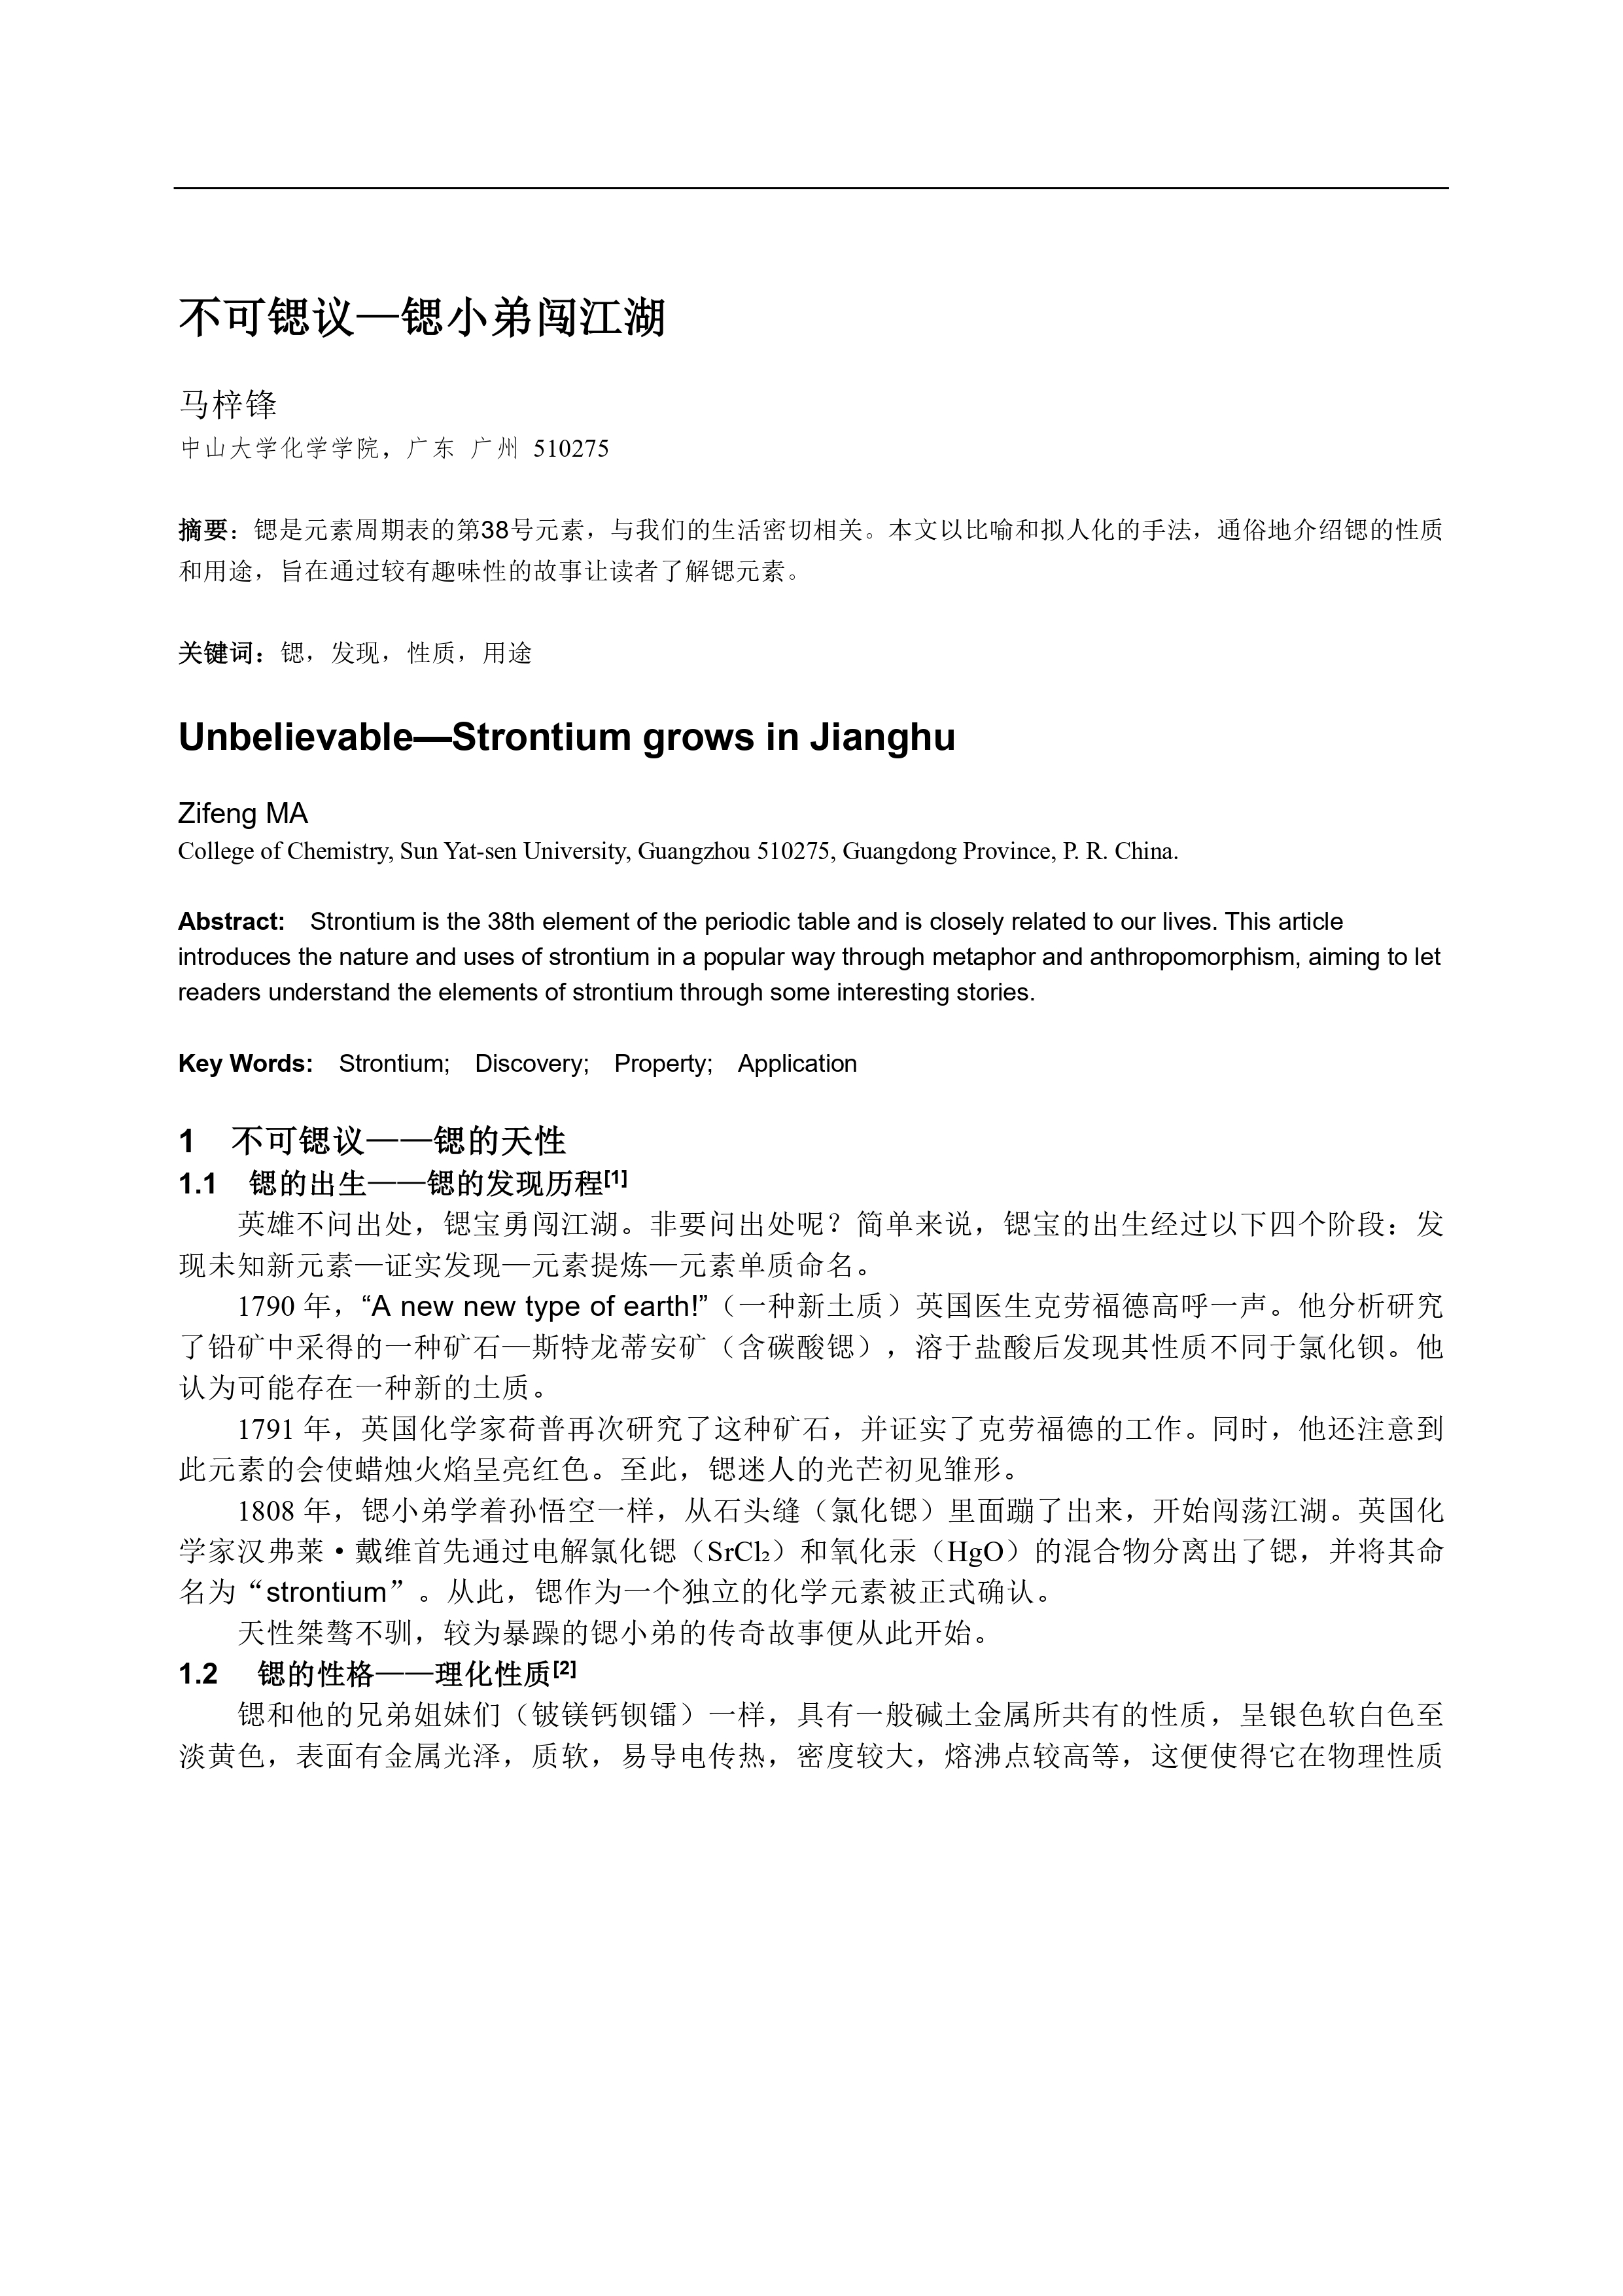 不可锶议—锶小弟闯江湖
马梓锋
中山大学化学学院，广东 广州 510275
摘要：锶是元素周期表的第38号元素，与我们的生活密切相关。本文以比喻和拟人化的手法，通俗地介绍锶的性质
和用途，旨在通过较有趣味性的故事让读者了解锶元素。
关键词：锶，发现，性质，用途
Unbelievable—Strontium grows in Jianghu
Zifeng MA
College of Chemistry, Sun Yat-sen University, Guangzhou 510275, Guangdong Province, P. R. China.
Abstract: Strontium is the 38th element of the periodic table and is closely related to our lives. This article
introduces the nature and uses of strontium in a popular way through metaphor and anthropomorphism, aiming to let
readers understand the elements of strontium through some interesting stories.
Key Words: Strontium; Discovery; Property; Application
1 不可锶议——锶的天性
1.1 锶的出生——锶的发现历程[1]
英雄不问出处，锶宝勇闯江湖。非要问出处呢？简单来说，锶宝的出生经过以下四个阶段：发
现未知新元素—证实发现—元素提炼—元素单质命名。
1790 年，“A new new type of earth!”（一种新土质）英国医生克劳福德高呼一声。他分析研究
了铅矿中采得的一种矿石—斯特龙蒂安矿（含碳酸锶），溶于盐酸后发现其性质不同于氯化钡。他
认为可能存在一种新的土质。
1791 年，英国化学家荷普再次研究了这种矿石，并证实了克劳福德的工作。同时，他还注意到
此元素的会使蜡烛火焰呈亮红色。至此，锶迷人的光芒初见雏形。
1808 年，锶小弟学着孙悟空一样，从石头缝（氯化锶）里面蹦了出来，开始闯荡江湖。英国化
学家汉弗莱·戴维首先通过电解氯化锶（SrCl₂）和氧化汞（HgO）的混合物分离出了锶，并将其命
名为“strontium”。从此，锶作为一个独立的化学元素被正式确认。
天性桀骜不驯，较为暴躁的锶小弟的传奇故事便从此开始。
1.2 锶的性格——理化性质[2]
锶和他的兄弟姐妹们（铍镁钙钡镭）一样，具有一般碱土金属所共有的性质，呈银色软白色至
淡黄色，表面有金属光泽，质软，易导电传热，密度较大，熔沸点较高等，这便使得它在物理性质